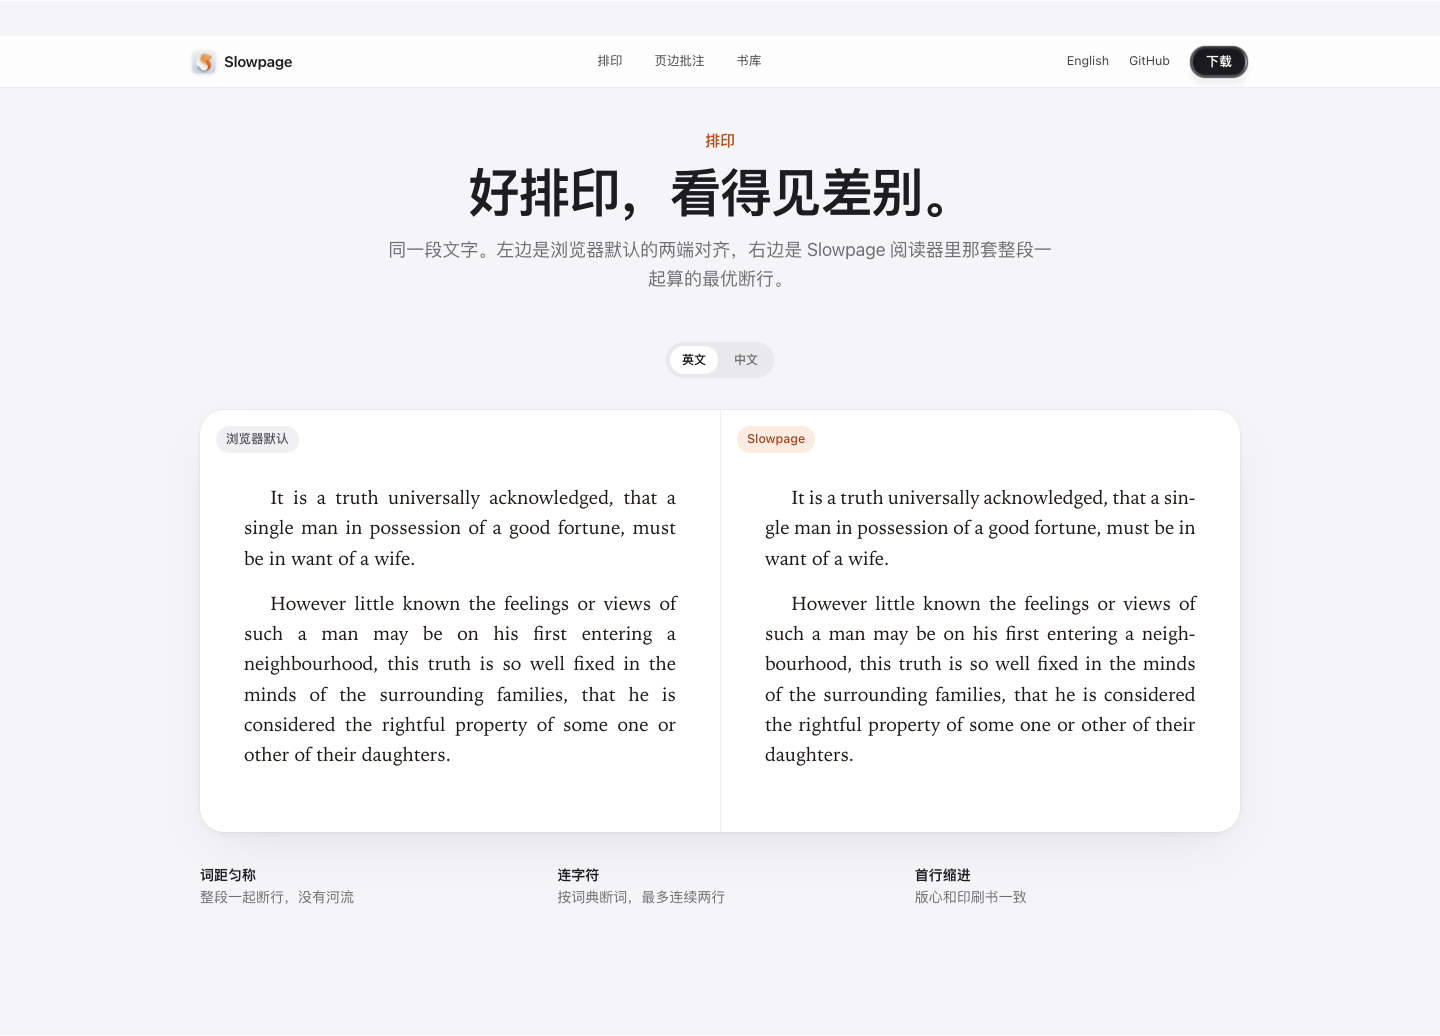 Slowpage
排印
页边批注
书库
English
GitHub
下载
排印
好排印，看得见差别。
同一段文字。左边是浏览器默认的两端对齐，右边是 Slowpage 阅读器里那套整段一
起算的最优断行。
英文
中文
浏览器默认
It is a truth universally acknowledged, that a
single man in possession of a good fortune, must
be in want of a wife.
However little known the feelings or views of
such a man may be on his first entering a
neighbourhood, this truth is so well fixed in the
minds of the surrounding families, that he is
considered the rightful property of some one or
other of their daughters.
Slowpage
It is a truth universally acknowledged, that a sin-
gle man in possession of a good fortune, must be in
want of a wife.
However little known the feelings or views of
such a man may be on his first entering a neigh-
bourhood, this truth is so well fixed in the minds
of the surrounding families, that he is considered
the rightful property of some one or other of their
daughters.
词距匀称
整段一起断行，没有河流
连字符
按词典断词，最多连续两行
首行缩进
版心和印刷书一致